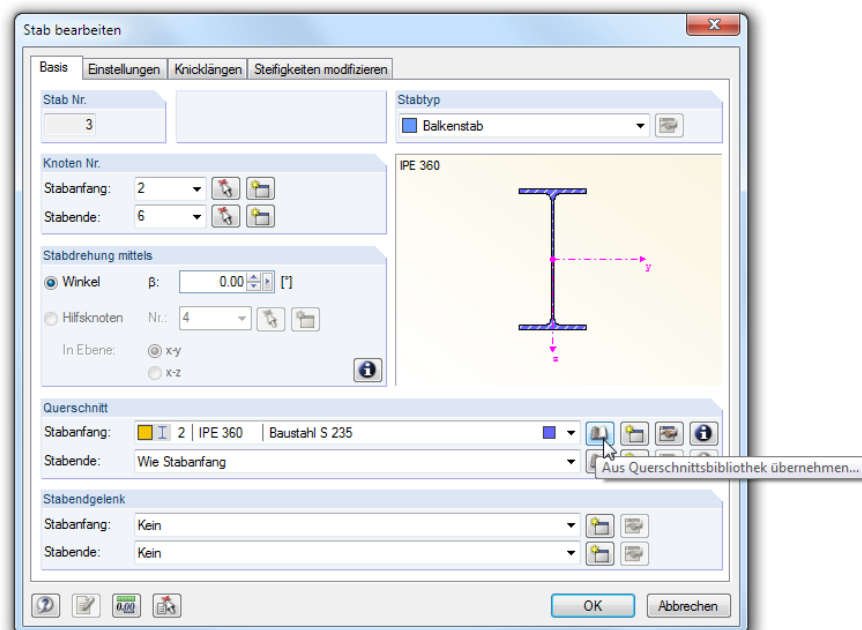 Stab bearbeiten
Basis Einstellungen Knicklängen Steifigkeiten modifizieren
Stab Nr.
3
Stabtyp
Balkenstab
Knoten Nr.
Stabanfang: 2
Stabende: 6
IPE 360
y
z
Stabdrehung mittels
Winkel β: 0.00 [°]
Hilfsknoten Nr.: 4
In Ebene: x-y
x-z
Querschnitt
Stabanfang: 2 IPE 360 Baustahl S 235
Stabende: Wie Stabanfang
Aus Querschnittsbibliothek übernehmen...
Stabendgelenk
Stabanfang: Kein
Stabende: Kein
0.00
OK Abbrechen